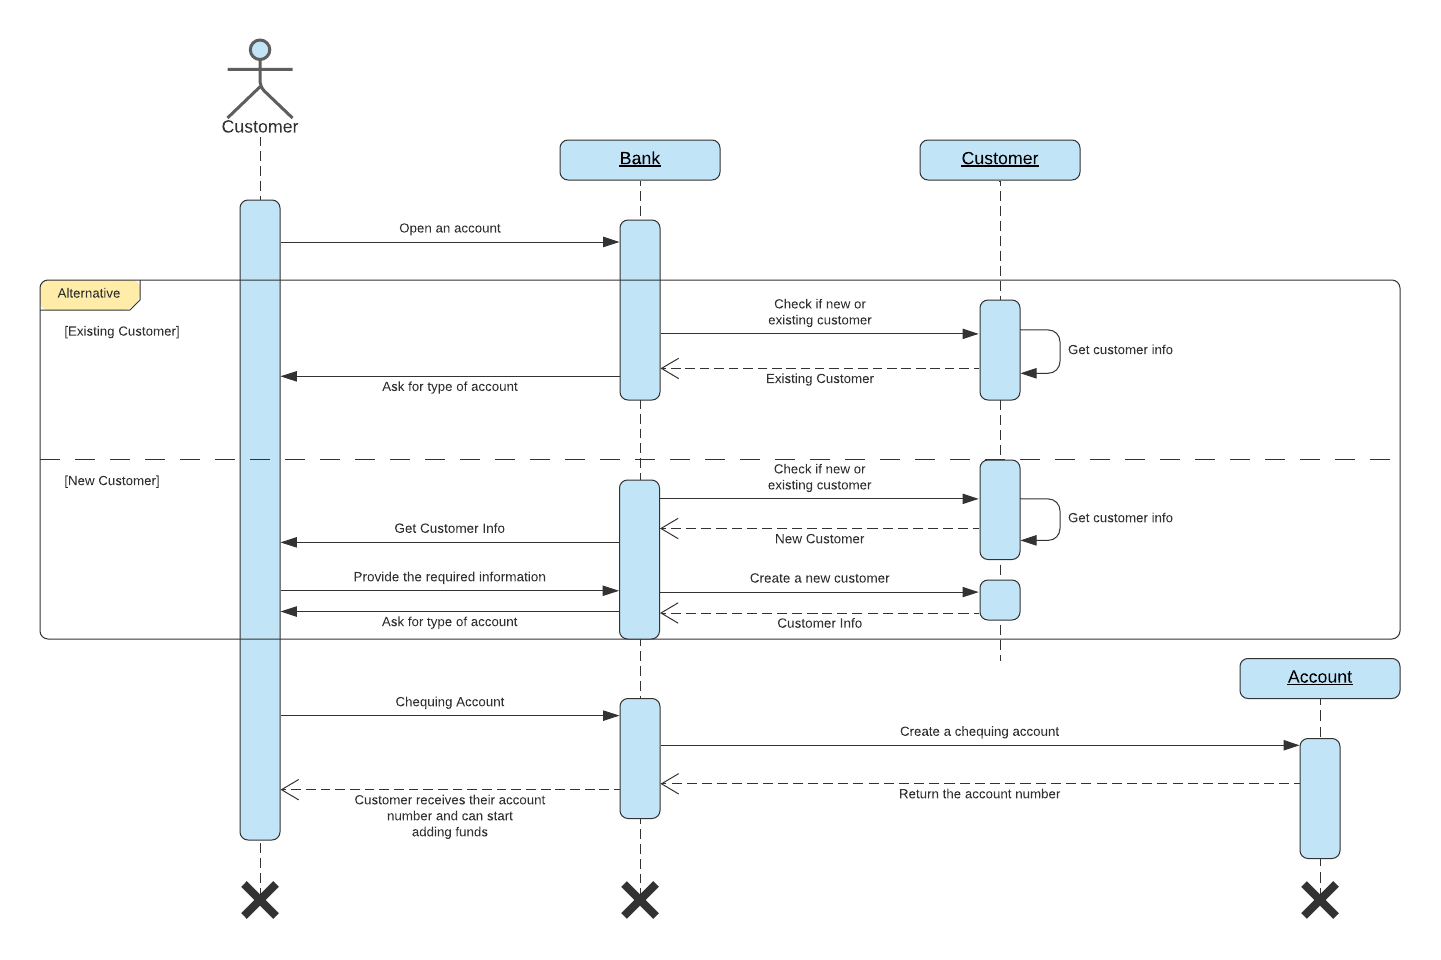 Customer
Bank
Customer
Open an account
Alternative
[Existing Customer]
Check if new or
existing customer
Get customer info
Existing Customer
Ask for type of account
[New Customer]
Check if new or
existing customer
Get customer info
Get Customer Info
New Customer
Provide the required information
Create a new customer
Ask for type of account
Customer Info
Account
Chequing Account
Create a chequing account
Return the account number
Customer receives their account
number and can start
adding funds